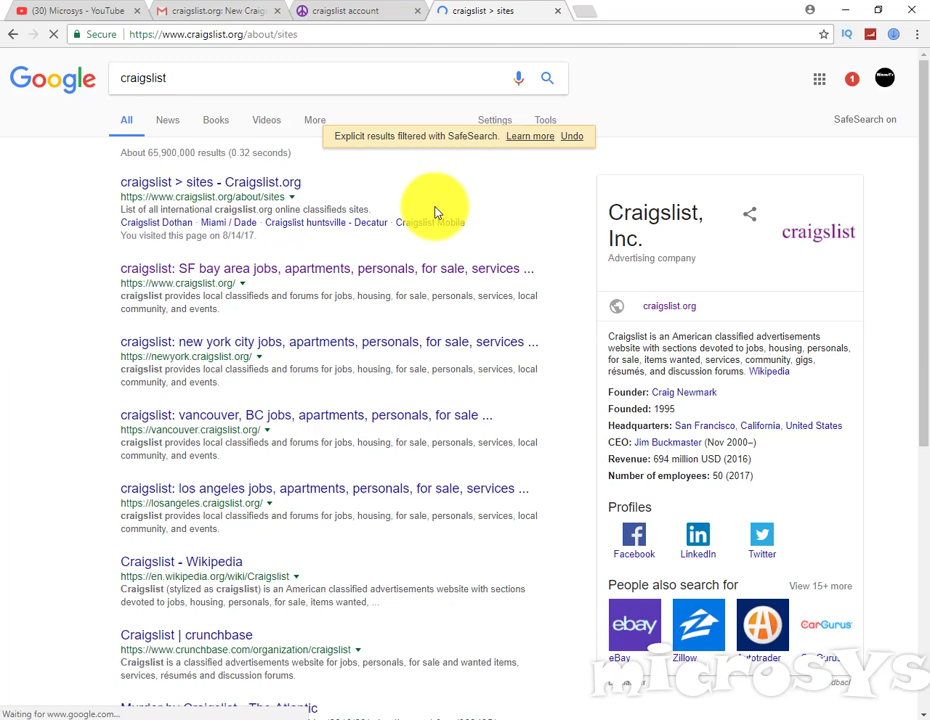 (30) Microsys - YouTube
craigslist.org: New Craig
craigslist account
craigslist > sites
Secure
https://www.craigslist.org/about/sites
Google
craigslist
1
All
News
Books
Videos
More
Settings
Tools
SafeSearch on
Explicit results filtered with SafeSearch. Learn more Undo
About 65,900,000 results (0.32 seconds)
craigslist > sites - Craigslist.org
https://www.craigslist.org/about/sites
List of all international craigslist.org online classifieds sites.
Craigslist Dothan · Miami / Dade · Craigslist huntsville - Decatur · Craigslist Mobile
You visited this page on 8/14/17.
craigslist: SF bay area jobs, apartments, personals, for sale, services ...
https://www.craigslist.org/
craigslist provides local classifieds and forums for jobs, housing, for sale, personals, services, local
community, and events.
craigslist: new york city jobs, apartments, personals, for sale, services ...
https://newyork.craigslist.org/
craigslist provides local classifieds and forums for jobs, housing, for sale, personals, services, local
community, and events.
craigslist: vancouver, BC jobs, apartments, personals, for sale ...
https://vancouver.craigslist.org/
craigslist provides local classifieds and forums for jobs, housing, for sale, personals, services, local
community, and events.
craigslist: los angeles jobs, apartments, personals, for sale, services ...
https://losangeles.craigslist.org/
craigslist provides local classifieds and forums for jobs, housing, for sale, personals, services, local
community, and events.
Craigslist - Wikipedia
https://en.wikipedia.org/wiki/Craigslist
Craigslist (stylized as craigslist) is an American classified advertisements website with sections
devoted to jobs, housing, personals, for sale, items wanted, ...
Craigslist | crunchbase
https://www.crunchbase.com/organization/craigslist
Craigslist is a classified advertisements website for jobs, personals, for sale and wanted items,
services and discussion forums.
Craigslist,
Inc.
Advertising company
craigslist
craigslist.org
Craigslist is an American classified advertisements
website with sections devoted to jobs, housing, personals,
for sale, items wanted, services, community, gigs,
résumés, and discussion forums. Wikipedia
Founder: Craig Newmark
Founded: 1995
Headquarters: San Francisco, California, United States
CEO: Jim Buckmaster (Nov 2000–)
Revenue: 694 million USD (2016)
Number of employees: 50 (2017)
Profiles
Facebook
LinkedIn
Twitter
People also search for
View 15+ more
ebay
CarGurus
eBay
Zillow
Autotrader
microsys
Murder by Craigslist - The Atlantic
Waiting for www.google.com...